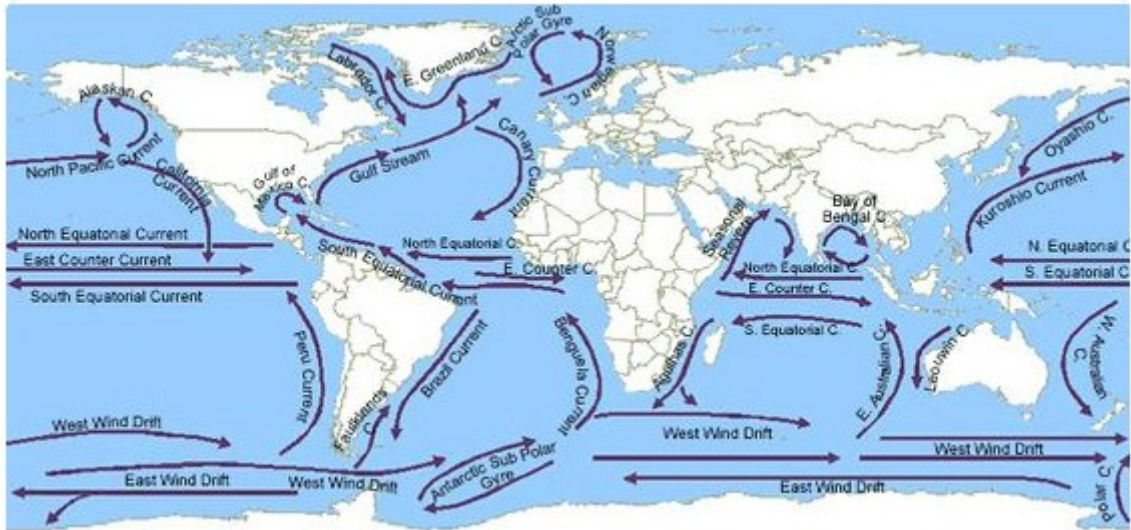 Arctic Sub
Polar Gyre
Norwegian C.
E. Greenland C.
Labrador C.
Alaskan C.
North Pacific Current
California
Current
Gulf of
Mexico C.
Gulf Stream
Canary Current
Oyashio C.
Kuroshio Current
Seasonal
Revers.
Bay of
Bengal C
North Equatorial Current
East Counter Current
South Equatorial Current
South Equatorial Current
North Equatorial C.
E. Counter C.
North Equatorial C.
E. Counter C.
S. Equatorial C.
N. Equatorial C
S. Equatorial C
Peru Current
Brazil Current
Benguela Current
Agulhas C.
E. Australian C.
Leouwin C.
W. Australian
C.
Faulklands
C.
West Wind Drift
East Wind Drift
West Wind Drift
Antarctic Sub Polar
Gyre
West Wind Drift
West Wind Drift
East Wind Drift
Polar C.